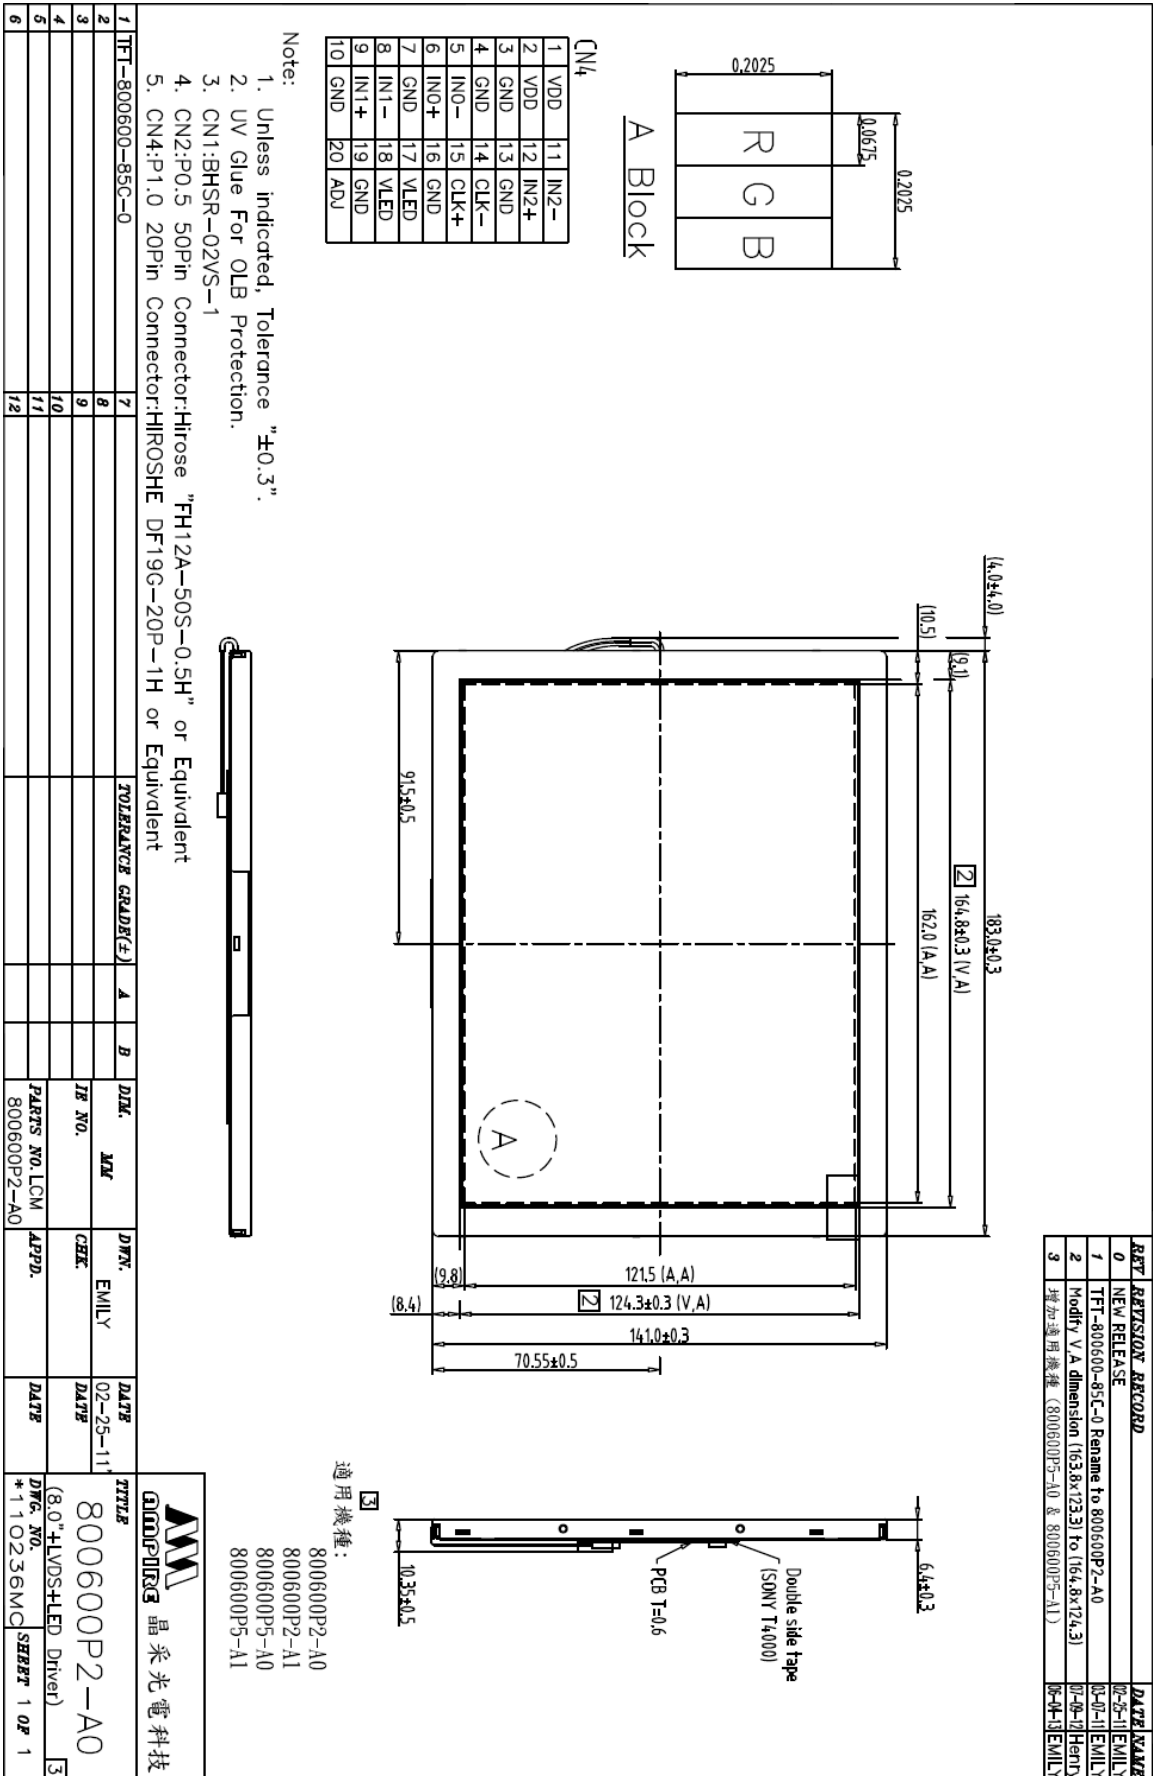 REV REVISION RECORD DATE NAME
0 NEW RELEASE 02-25-11 EMILY
1 TFT-800600-85C-0 Rename to 800600P2-A0 03-07-11 EMILY
2 Modify V.A dimension (163.8x123.3) to (164.8x124.3) 07-09-12 Henry
3 增加適用機種 (800600P5-A0 & 800600P5-A1) 06-04-13 EMILY
0.2025
0.0675
0.2025
R G B
A Block
(4.0±4.0)
183.0±0.3
(9.1)
2 164.8±0.3 (V.A)
(10.5)
162.0 (A.A)
A
91.5±0.5
(9.8)
121.5 (A.A)
(8.4)
2 124.3±0.3 (V.A)
141.0±0.3
70.55±0.5
6.4±0.3
Double side tape
(SONY T4000)
PCB T=0.6
10.35±0.5
CN4
1 VDD 11 IN2-
2 VDD 12 IN2+
3 GND 13 GND
4 GND 14 CLK-
5 IN0- 15 CLK+
6 IN0+ 16 GND
7 GND 17 VLED
8 IN1- 18 VLED
9 IN1+ 19 GND
10 GND 20 ADJ
3
適用機種:
800600P2-A0
800600P2-A1
800600P5-A0
800600P5-A1
Note:
1. Unless indicated, Tolerance "±0.3".
2. UV Glue For OLB Protection.
3. CN1:BHSR-02VS-1
4. CN2:P0.5 50Pin Connector:Hirose "FH12A-50S-0.5H" or Equivalent
5. CN4:P1.0 20Pin Connector:HIROSHE DF19G-20P-1H or Equivalent
1 TFT-800600-85C-0 7 TOLERANCE GRADE(±) A B
2 8
3 9
4 10
5 11
6 12
DIM. MM
DWN. EMILY
DATE 02-25-11'
IE NO.
CHK.
DATE
PARTS NO. LCM
800600P2-A0
APPD.
DATE
AMPIRE 晶采光電科技
TITLE
800600P2-A0
(8.0"+LVDS+LED Driver) 3
DWG. NO.
*110236MC
SHEET 1 OF 1